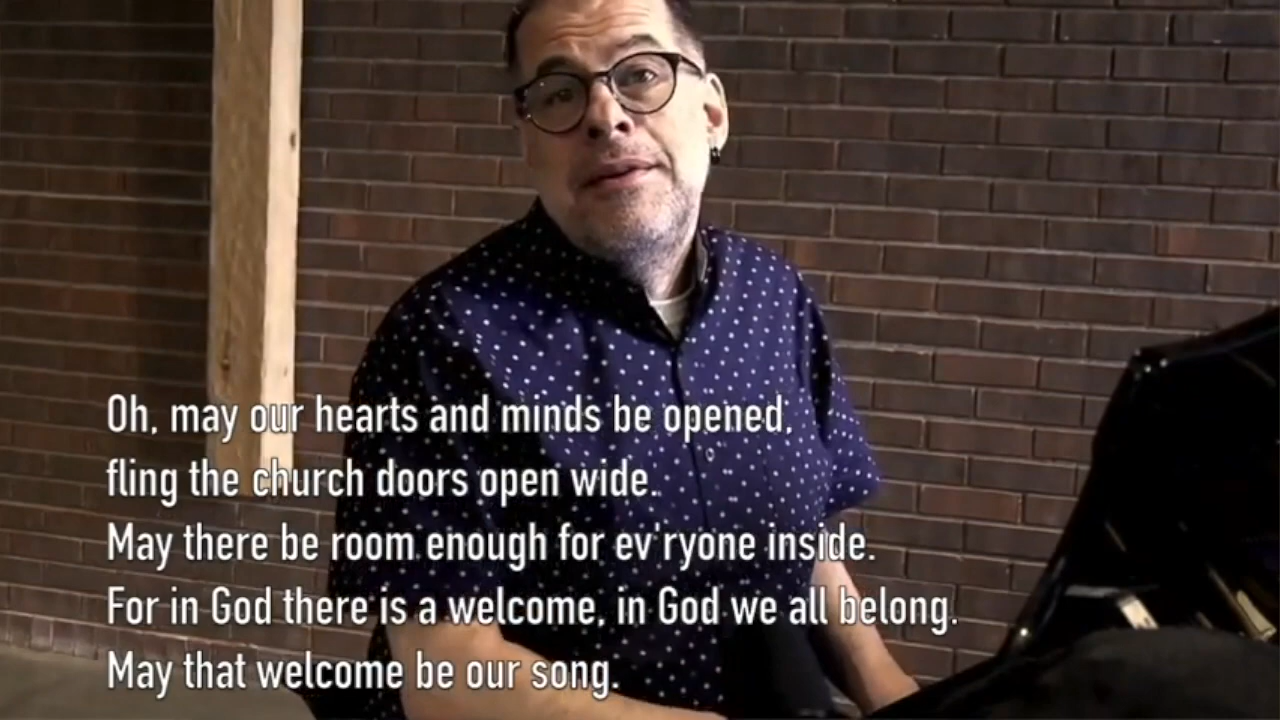 Oh, may our hearts and minds be opened,
fling the church doors open wide.
May there be room enough for ev'ryone inside.
For in God there is a welcome, in God we all belong.
May that welcome be our song.